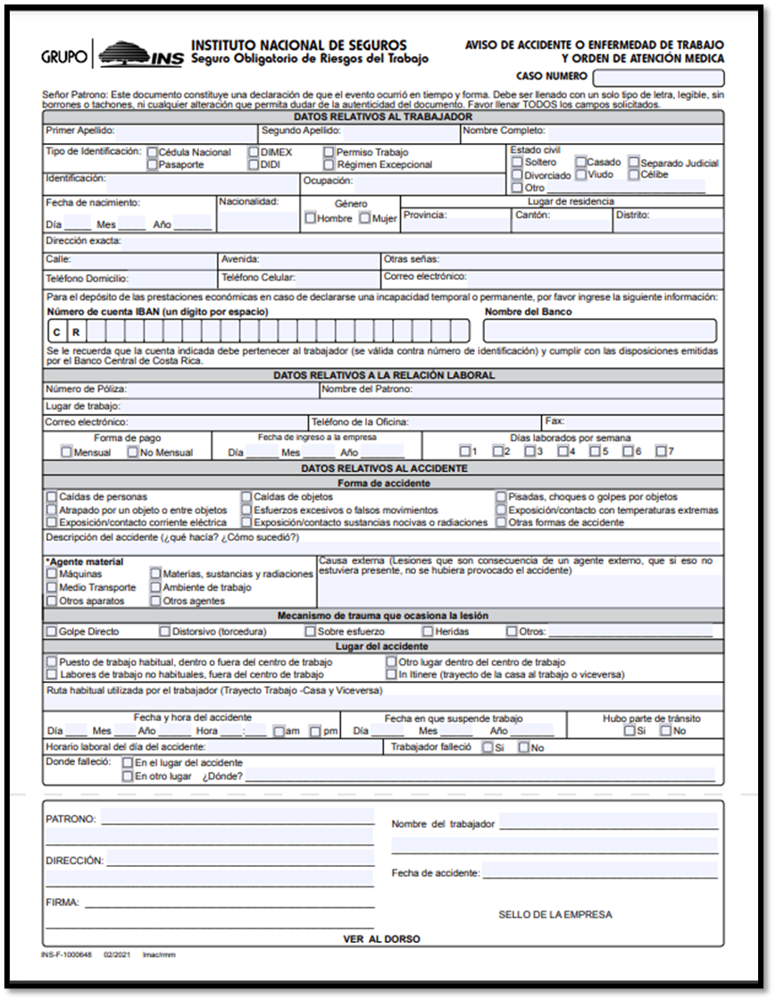 GRUPO INS
INSTITUTO NACIONAL DE SEGUROS
Seguro Obligatorio de Riesgos del Trabajo
AVISO DE ACCIDENTE O ENFERMEDAD DE TRABAJO
Y ORDEN DE ATENCIÓN MEDICA
CASO NUMERO
Señor Patrono: Este documento constituye una declaración de que el evento ocurrió en tiempo y forma. Debe ser llenado con un solo tipo de letra, legible, sin
borrones o tachones, ni cualquier alteración que permita dudar de la autenticidad del documento. Favor llenar TODOS los campos solicitados.
DATOS RELATIVOS AL TRABAJADOR
Primer Apellido: Segundo Apellido: Nombre Completo:
Tipo de Identificación: Cédula Nacional DIMEX Permiso Trabajo
Pasaporte DIDI Régimen Excepcional
Estado civil
Soltero Casado Separado Judicial
Divorciado Viudo Célibe
Otro
Identificación: Ocupación:
Fecha de nacimiento:
Día Mes Año
Nacionalidad:
Género
Hombre Mujer
Lugar de residencia
Provincia: Cantón: Distrito:
Dirección exacta:
Calle: Avenida: Otras señas:
Teléfono Domicilio: Teléfono Celular: Correo electrónico:
Para el depósito de las prestaciones económicas en caso de declararse una incapacidad temporal o permanente, por favor ingrese la siguiente información:
Número de cuenta IBAN (un dígito por espacio) Nombre del Banco
C R
Se le recuerda que la cuenta indicada debe pertenecer al trabajador (se válida contra número de identificación) y cumplir con las disposiciones emitidas
por el Banco Central de Costa Rica.
DATOS RELATIVOS A LA RELACIÓN LABORAL
Número de Póliza: Nombre del Patrono:
Lugar de trabajo:
Correo electrónico: Teléfono de la Oficina: Fax:
Forma de pago
Mensual No Mensual
Fecha de ingreso a la empresa
Día Mes Año
Días laborados por semana
1 2 3 4 5 6 7
DATOS RELATIVOS AL ACCIDENTE
Forma de accidente
Caídas de personas Caídas de objetos Pisadas, choques o golpes por objetos
Atrapado por un objeto o entre objetos Esfuerzos excesivos o falsos movimientos Exposición/contacto con temperaturas extremas
Exposición/contacto corriente eléctrica Exposición/contacto sustancias nocivas o radiaciones Otras formas de accidente
Descripción del accidente (¿qué hacía? ¿Cómo sucedió?)
*Agente material
Máquinas Materias, sustancias y radiaciones
Medio Transporte Ambiente de trabajo
Otros aparatos Otros agentes
Causa externa (Lesiones que son consecuencia de un agente externo, que si eso no
estuviera presente, no se hubiera provocado el accidente)
Mecanismo de trauma que ocasiona la lesión
Golpe Directo Distorsivo (torcedura) Sobre esfuerzo Heridas Otros:
Lugar del accidente
Puesto de trabajo habitual, dentro o fuera del centro de trabajo Otro lugar dentro del centro de trabajo
Labores de trabajo no habituales, fuera del centro de trabajo In Itinere (trayecto de la casa al trabajo o viceversa)
Ruta habitual utilizada por el trabajador (Trayecto Trabajo -Casa y Viceversa)
Fecha y hora del accidente
Día Mes Año Hora : am pm
Fecha en que suspende trabajo
Día Mes Año
Hubo parte de tránsito
Si No
Horario laboral del día del accidente: Trabajador falleció Si No
Donde falleció: En el lugar del accidente
En otro lugar ¿Dónde?
PATRONO:
Nombre del trabajador
DIRECCIÓN:
Fecha de accidente:
FIRMA:
SELLO DE LA EMPRESA
VER AL DORSO
INS-F-1000648 02/2021 lmac/rmm